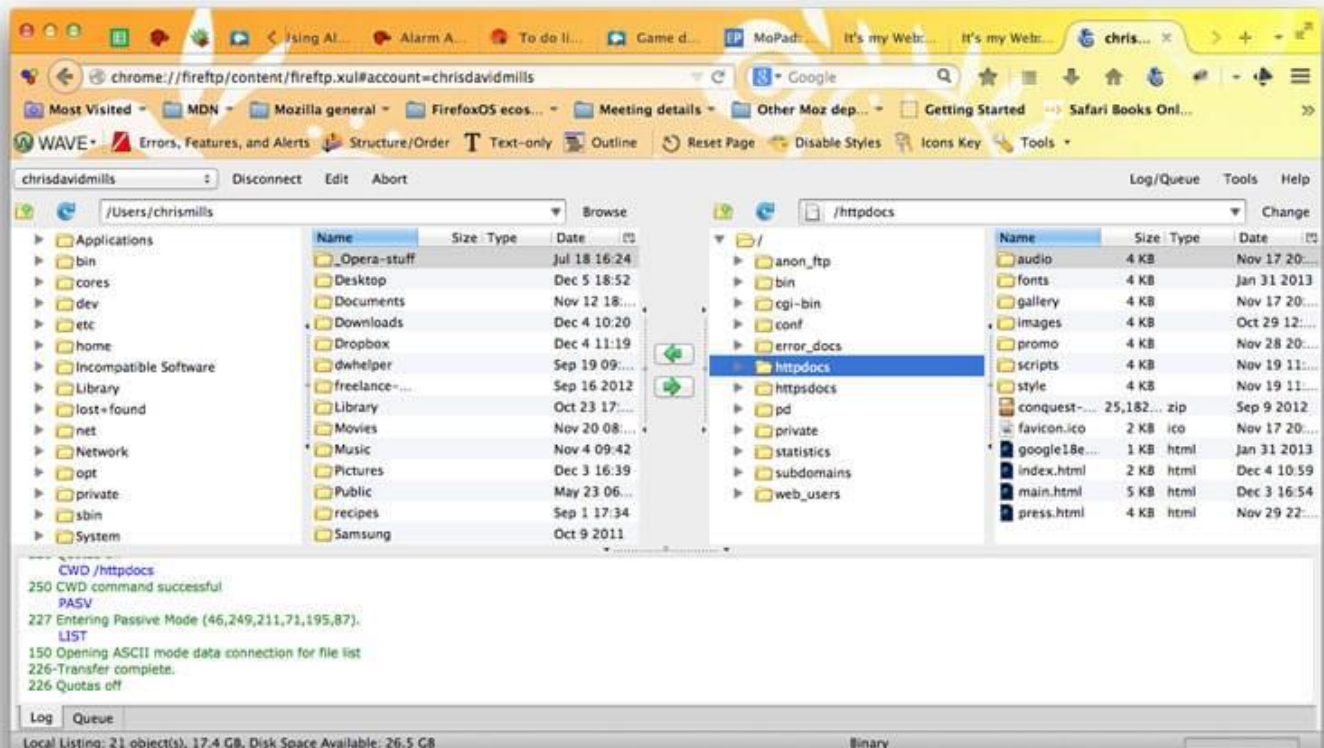 Jsing Al... Alarm A... To do li... Game d... MoPad: ... It's my Web: ... It's my Web: ... chris...
chrome://fireftp/content/fireftp.xul#account=chrisdavidmills Google
Most Visited MDN Mozilla general FirefoxOS ecos... Meeting details Other Moz dep... Getting Started Safari Books Onl...
WAVE Errors, Features, and Alerts Structure/Order Text-only Outline Reset Page Disable Styles Icons Key Tools
chrisdavidmills Disconnect Edit Abort Log/Queue Tools Help
/Users/chrismills Browse /httpdocs Change
Applications
bin
cores
dev
etc
home
Incompatible Software
Library
lost+found
net
Network
opt
private
sbin
System
Name Size Type Date
_Opera-stuff Jul 18 16:24
Desktop Dec 5 18:52
Documents Nov 12 18:...
Downloads Dec 4 10:20
Dropbox Dec 4 11:19
dwhelper Sep 19 09:...
freelance-... Sep 16 2012
Library Oct 23 17:...
Movies Nov 20 08:...
Music Nov 4 09:42
Pictures Dec 3 16:39
Public May 23 06...
recipes Sep 1 17:34
Samsung Oct 9 2011
/
anon_ftp
bin
cgi-bin
conf
error_docs
httpdocs
httpsdocs
pd
private
statistics
subdomains
web_users
Name Size Type Date
audio 4 KB Nov 17 20:...
fonts 4 KB Jan 31 2013
gallery 4 KB Nov 17 20:...
images 4 KB Oct 29 12:...
promo 4 KB Nov 28 20:...
scripts 4 KB Nov 19 11:...
style 4 KB Nov 19 11:...
conquest-... 25,182... zip Sep 9 2012
favicon.ico 2 KB ico Nov 17 20:...
google18e... 1 KB html Jan 31 2013
index.html 2 KB html Dec 4 10:59
main.html 5 KB html Dec 3 16:54
press.html 4 KB html Nov 29 22:...
CWD /httpdocs
250 CWD command successful
PASV
227 Entering Passive Mode (46,249,211,71,195,87).
LIST
150 Opening ASCII mode data connection for file list
226-Transfer complete.
226 Quotas off
Log Queue
Local Listing: 21 object(s), 17.4 GB, Disk Space Available: 26.5 GB Binary